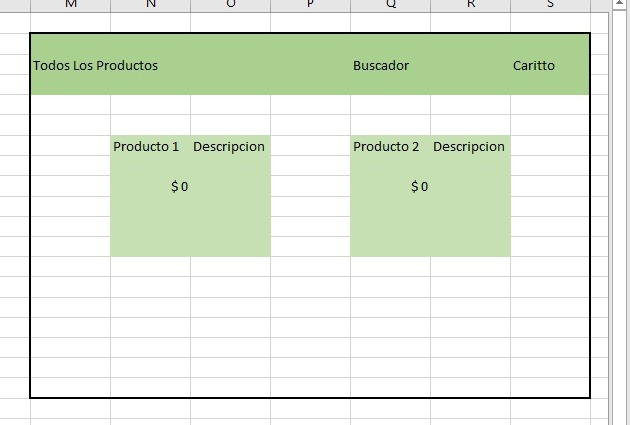 M N O P Q R S
Todos Los Productos Buscador Caritto
Producto 1 Descripcion Producto 2 Descripcion
$ 0 $ 0